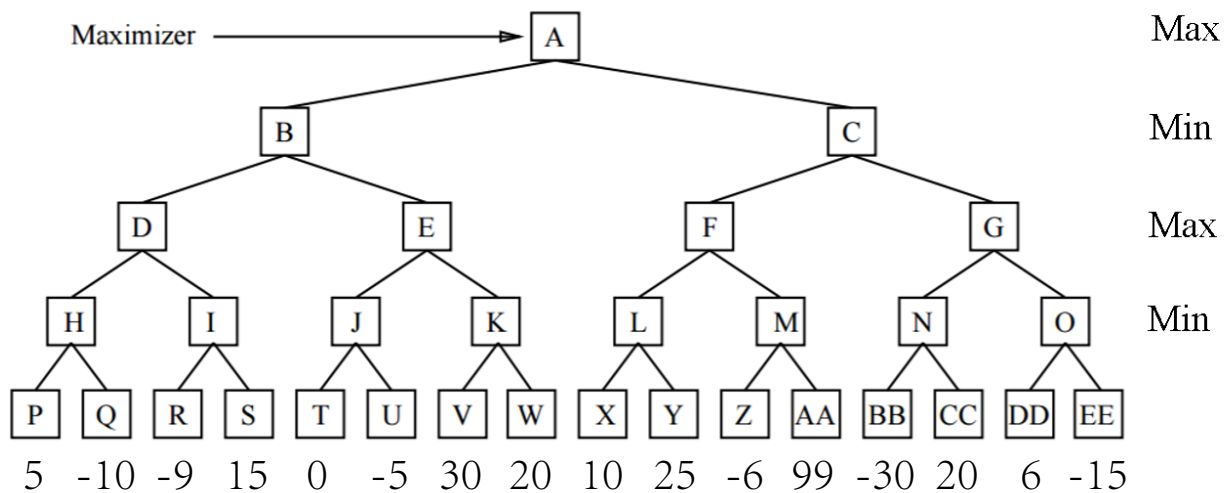 Maximizer A Max
B C Min
D E F G Max
H I J K L M N O Min
P Q R S T U V W X Y Z AA BB CC DD EE
5 -10 -9 15 0 -5 30 20 10 25 -6 99 -30 20 6 -15